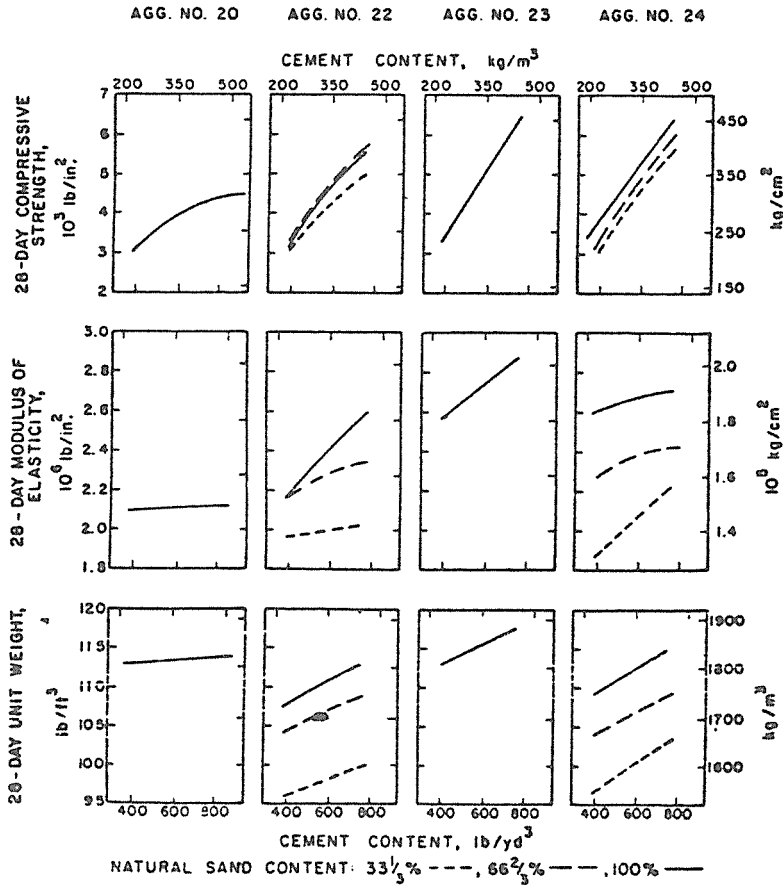 AGG. NO. 20 AGG. NO. 22 AGG. NO. 23 AGG. NO. 24
CEMENT CONTENT, kg/m³
200 350 500 200 350 500 200 350 500 200 350 500
28-DAY COMPRESSIVE
STRENGTH,
10³ lb/in²
7
6
5
4
3
2
450
350
250
150
kg/cm²
28-DAY MODULUS OF
ELASTICITY,
10⁶ lb/in²
3.0
2.8
2.6
2.4
2.2
2.0
1.8
2.0
1.8
1.6
1.4
10⁵ kg/cm²
28-DAY UNIT WEIGHT,
lb/ft³
120
115
110
105
100
95
1900
1800
1700
1600
kg/m³
400 600 800 400 600 800 400 600 800 400 600 800
CEMENT CONTENT, lb/yd³
NATURAL SAND CONTENT: 33⅓% ---, 66⅔% — —, 100% ——